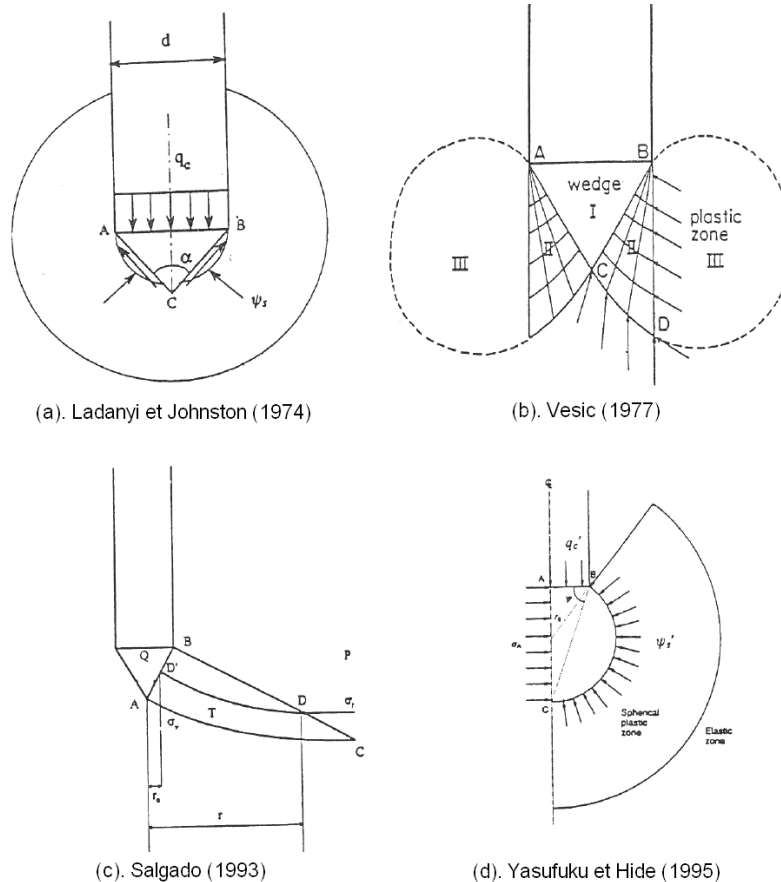 d
q_c
A
B
α
C
ψ_s
(a). Ladanyi et Johnston (1974)
A
B
wedge
I
II
II
III
plastic
zone
III
C
D
(b). Vesic 1977
B
Q
D'
P
A
D
σ_r
T
σ_v
C
r_0
r
(c). Salgado (1993)
q_c'
A
B
ψ
r_0
σ_A
ψ_s'
C
Spherical
plastic
zone
Elastic
zone
(d). Yasufuku et Hide (1995)